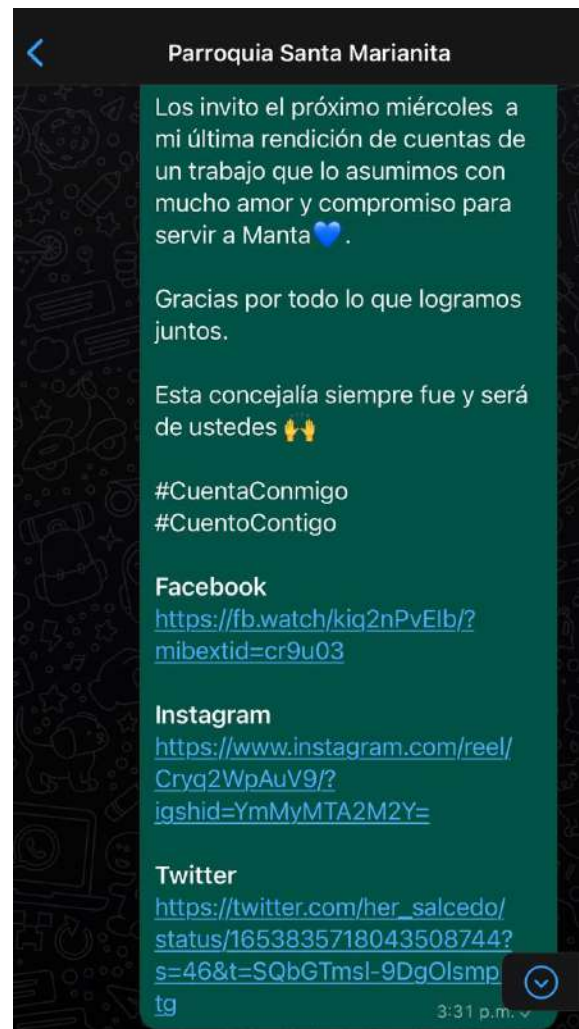 Parroquia Santa Marianita
Los invito el próximo miércoles a
mi última rendición de cuentas de
un trabajo que lo asumimos con
mucho amor y compromiso para
servir a Manta💙.
Gracias por todo lo que logramos
juntos.
Esta concejalía siempre fue y será
de ustedes 🙌
#CuentaConmigo
#CuentoContigo
Facebook
https://fb.watch/kiq2nPvEIb/?
mibextid=cr9u03
Instagram
https://www.instagram.com/reel/
Cryq2WpAuV9/?
igshid=YmMyMTA2M2Y=
Twitter
https://twitter.com/her_salcedo/
status/1653835718043508744?
s=46&t=SQbGTmsl-9DgOlsmp
tg
3:31 p.m.